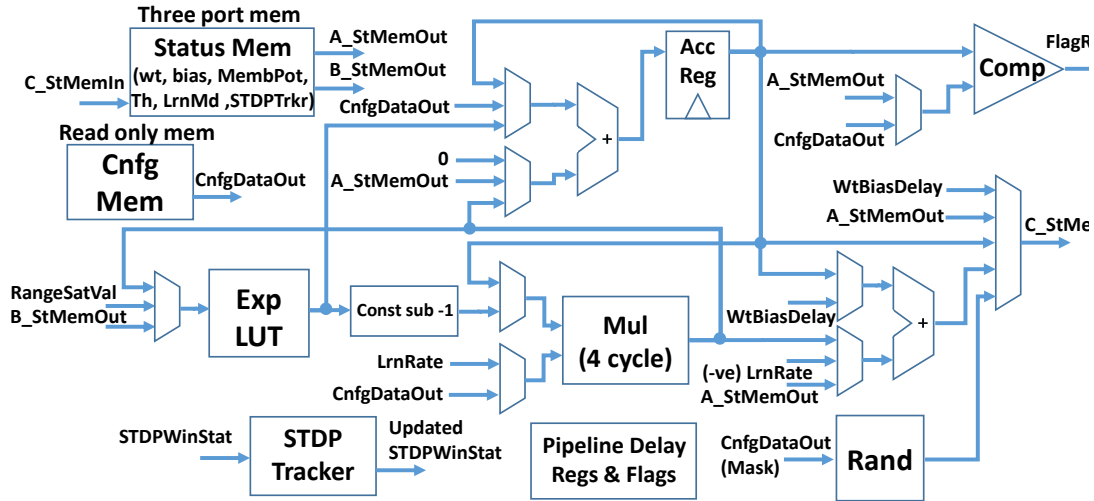 Three port mem
Status Mem
(wt, bias, MembPot,
Th, LrnMd ,STDPTrkr)
C_StMemIn
A_StMemOut
B_StMemOut
Read only mem
Cnfg
Mem
CnfgDataOut
CnfgDataOut
0
A_StMemOut
+
Acc
Reg
A_StMemOut
CnfgDataOut
Comp
FlagR
WtBiasDelay
A_StMemOut
C_StMe
RangeSatVal
B_StMemOut
Exp
LUT
Const sub -1
LrnRate
CnfgDataOut
Mul
(4 cycle)
WtBiasDelay
(-ve) LrnRate
A_StMemOut
+
STDPWinStat
STDP
Tracker
Updated
STDPWinStat
Pipeline Delay
Regs & Flags
CnfgDataOut
(Mask)
Rand